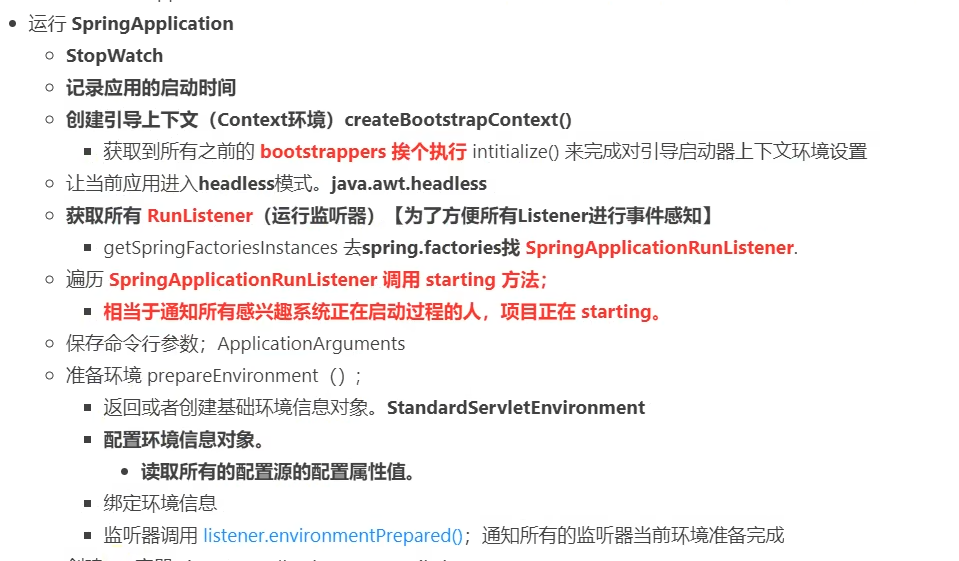 运行 SpringApplication
StopWatch
记录应用的启动时间
创建引导上下文（Context环境）createBootstrapContext()
获取到所有之前的 bootstrappers 挨个执行 intitialize() 来完成对引导启动器上下文环境设置
让当前应用进入headless模式。java.awt.headless
获取所有 RunListener（运行监听器）【为了方便所有Listener进行事件感知】
getSpringFactoriesInstances 去spring.factories找 SpringApplicationRunListener.
遍历 SpringApplicationRunListener 调用 starting 方法；
相当于通知所有感兴趣系统正在启动过程的人，项目正在 starting。
保存命令行参数；ApplicationArguments
准备环境 prepareEnvironment（）;
返回或者创建基础环境信息对象。StandardServletEnvironment
配置环境信息对象。
读取所有的配置源的配置属性值。
绑定环境信息
监听器调用 listener.environmentPrepared()；通知所有的监听器当前环境准备完成